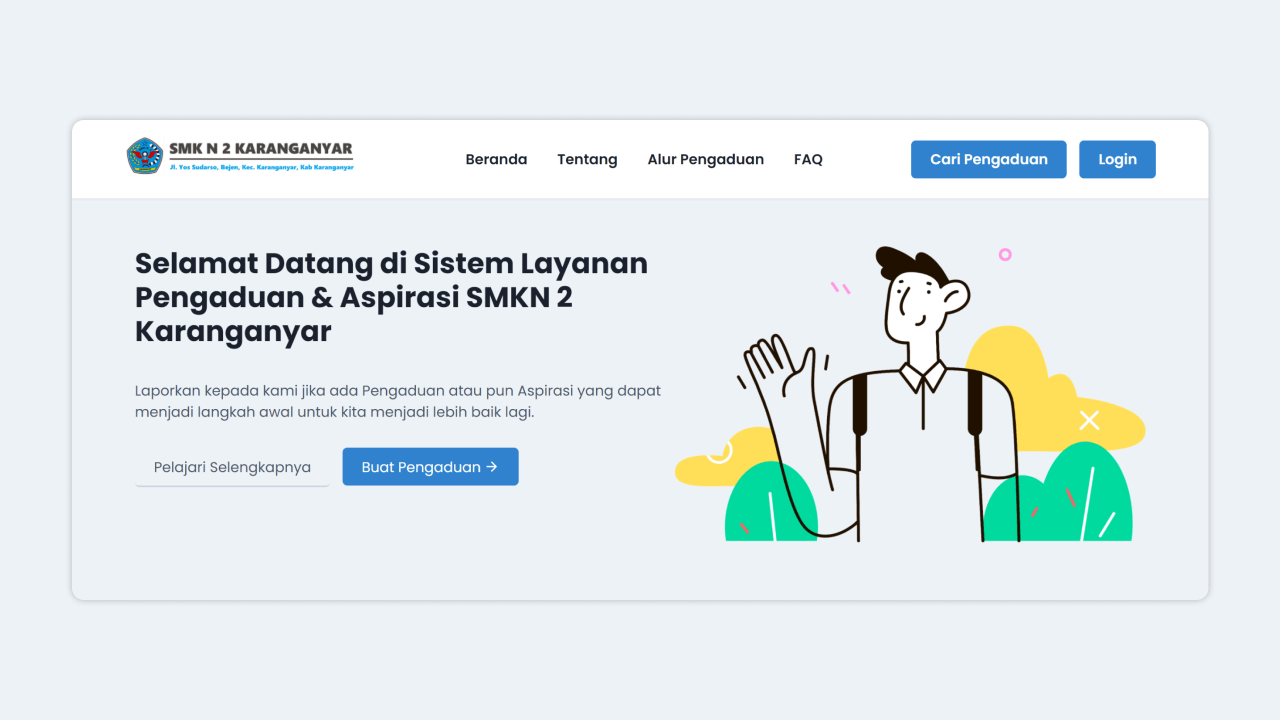 SMK N 2 KARANGANYAR
Jl. Yos Sudarso, Bejen, Kec. Karanganyar, Kab Karanganyar
Beranda
Tentang
Alur Pengaduan
FAQ
Cari Pengaduan
Login
Selamat Datang di Sistem Layanan
Pengaduan & Aspirasi SMKN 2
Karanganyar
Laporkan kepada kami jika ada Pengaduan atau pun Aspirasi yang dapat
menjadi langkah awal untuk kita menjadi lebih baik lagi.
Pelajari Selengkapnya
Buat Pengaduan →